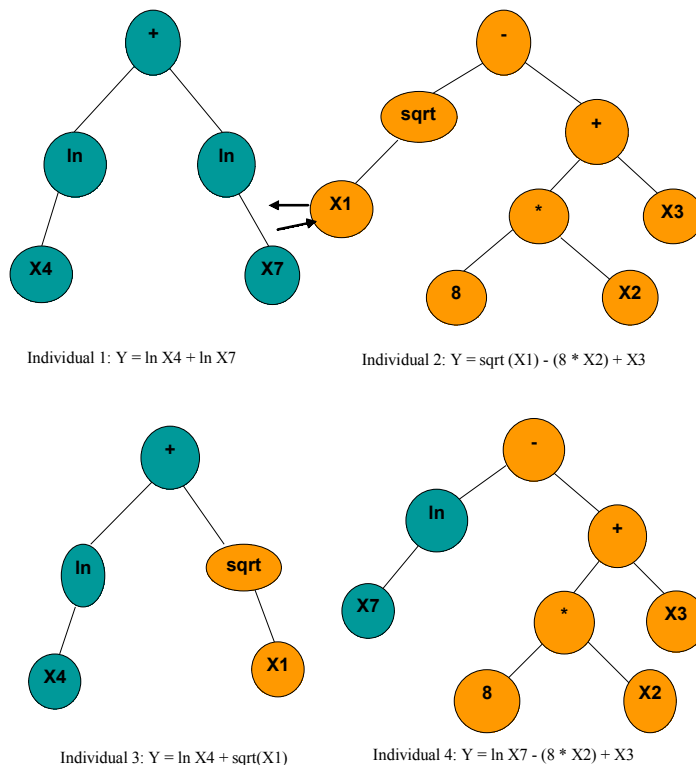 +
-
sqrt
ln
ln
+
X1
*
X3
X4
X7
8
X2
Individual 1: Y = ln X4 + ln X7
Individual 2: Y = sqrt (X1) - (8 * X2) + X3
+
-
ln
ln
sqrt
+
X7
*
X3
X4
X1
8
X2
Individual 3: Y = ln X4 + sqrt(X1)
Individual 4: Y = ln X7 - (8 * X2) + X3